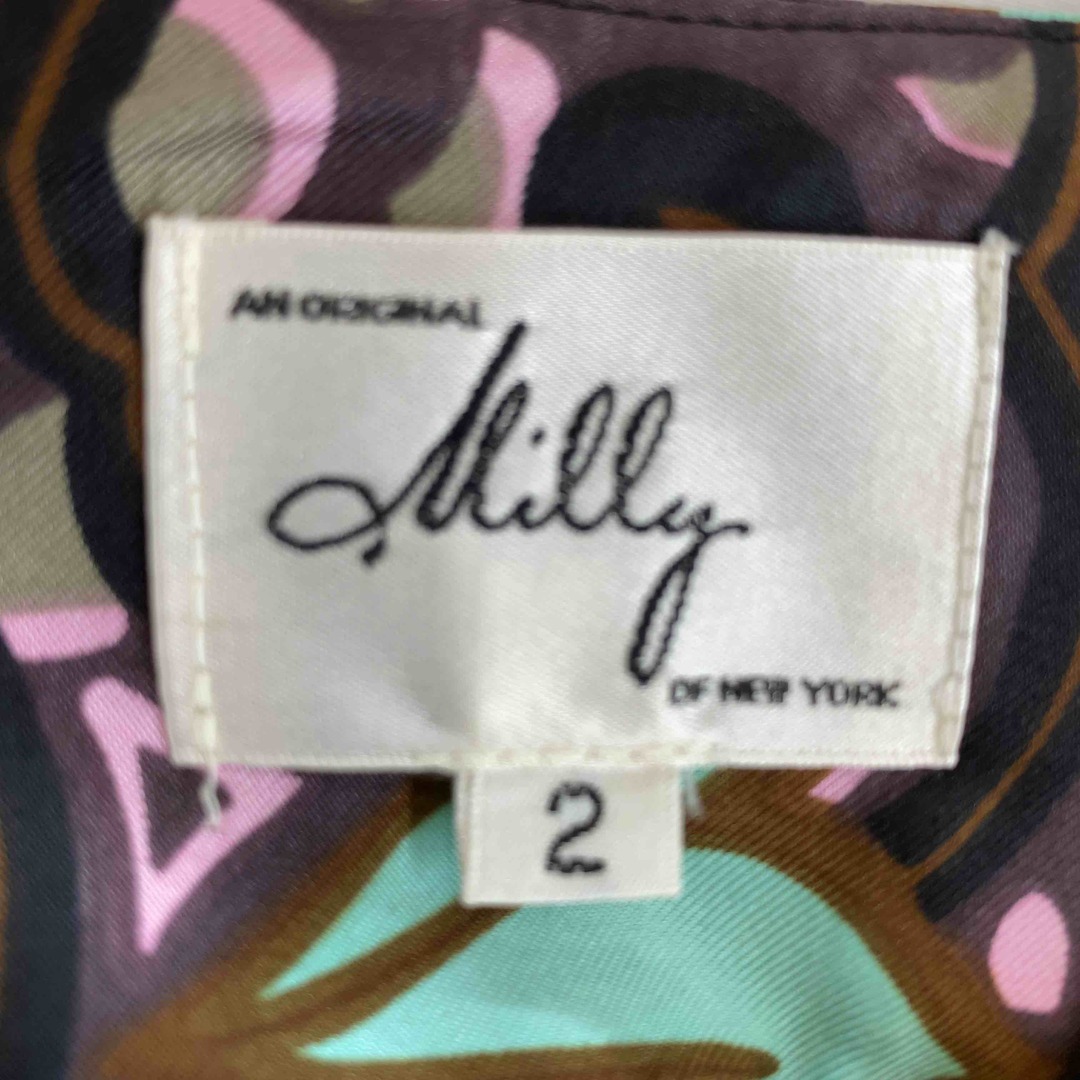 AN ORIGINAL
Milly
OF NEW YORK
2